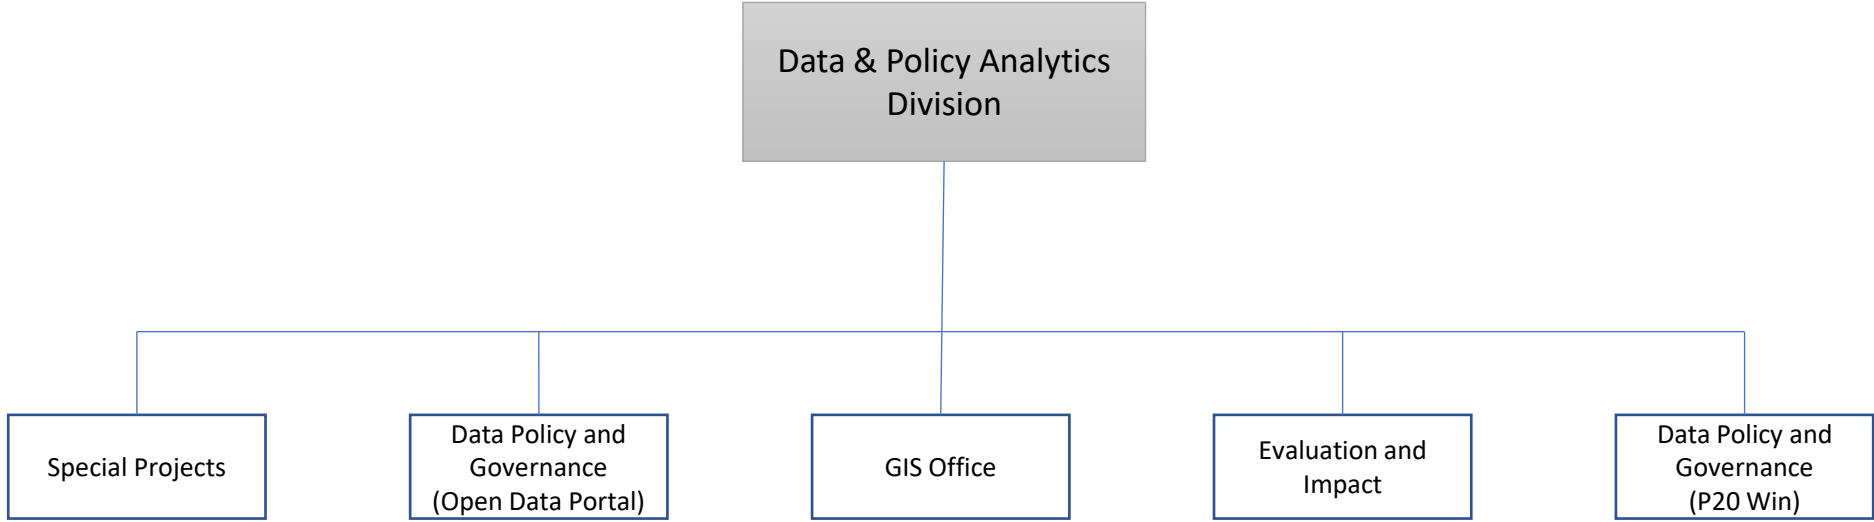 Data & Policy Analytics
Division
Special Projects
Data Policy and
Governance
(Open Data Portal)
GIS Office
Evaluation and
Impact
Data Policy and
Governance
(P20 Win)